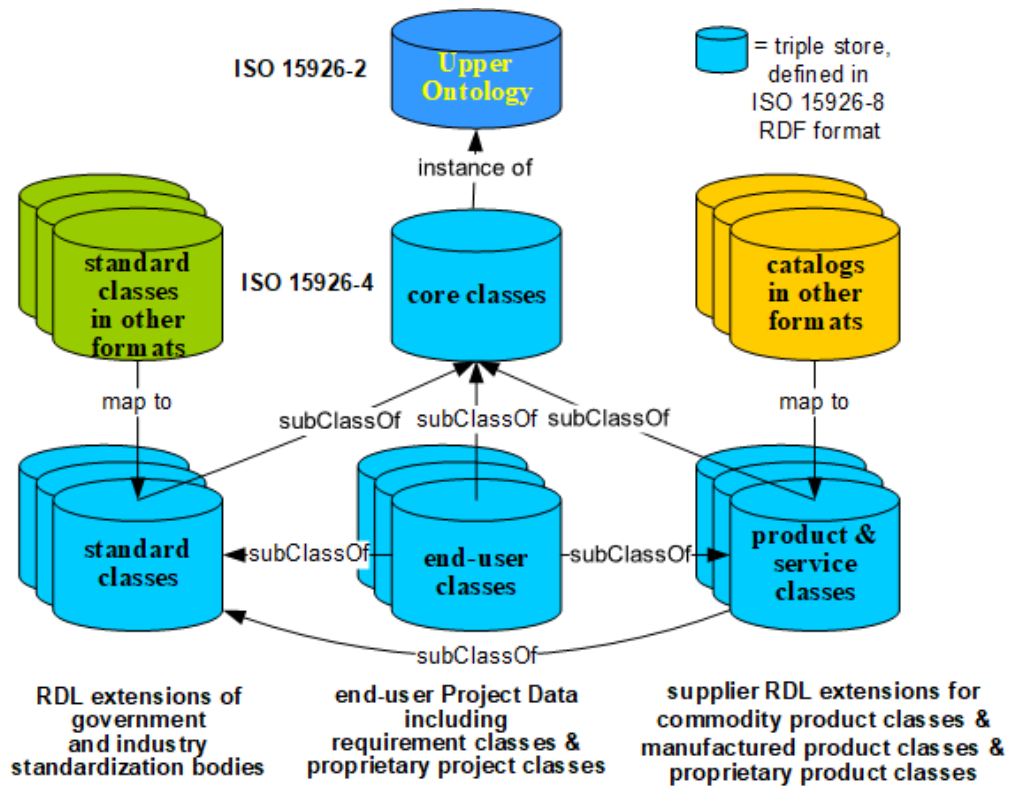 ISO 15926-2
Upper
Ontology
= triple store,
defined in
ISO 15926-8
RDF format
instance of
standard
classes
in other
formats
ISO 15926-4
core classes
catalogs
in other
formats
map to
subClassOf
subClassOf
subClassOf
map to
standard
classes
subClassOf
end-user
classes
subClassOf
product &
service
classes
subClassOf
RDL extensions of
government
and industry
standardization bodies
end-user Project Data
including
requirement classes &
proprietary project classes
supplier RDL extensions for
commodity product classes &
manufactured product classes &
proprietary product classes